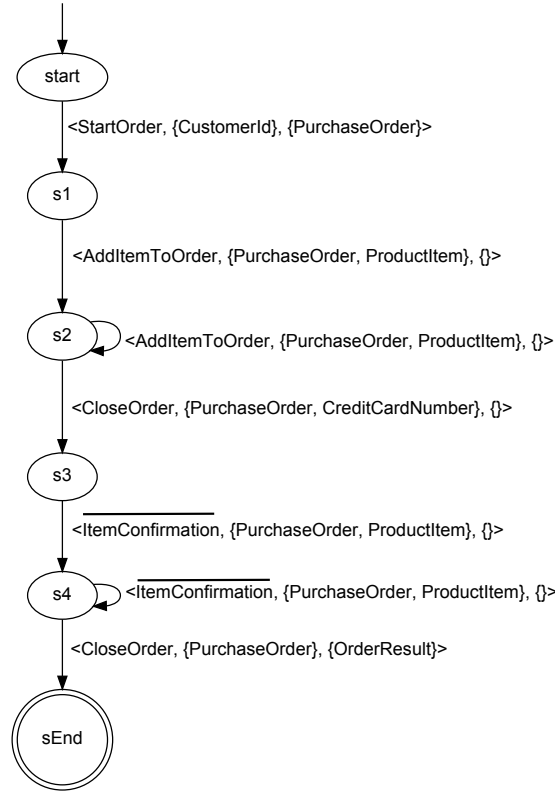 start
<StartOrder, {CustomerId}, {PurchaseOrder}>
s1
<AddItemToOrder, {PurchaseOrder, ProductItem}, {}>
s2
<AddItemToOrder, {PurchaseOrder, ProductItem}, {}>
<CloseOrder, {PurchaseOrder, CreditCardNumber}, {}>
s3
<ItemConfirmation, {PurchaseOrder, ProductItem}, {}>
s4
<ItemConfirmation, {PurchaseOrder, ProductItem}, {}>
<CloseOrder, {PurchaseOrder}, {OrderResult}>
sEnd